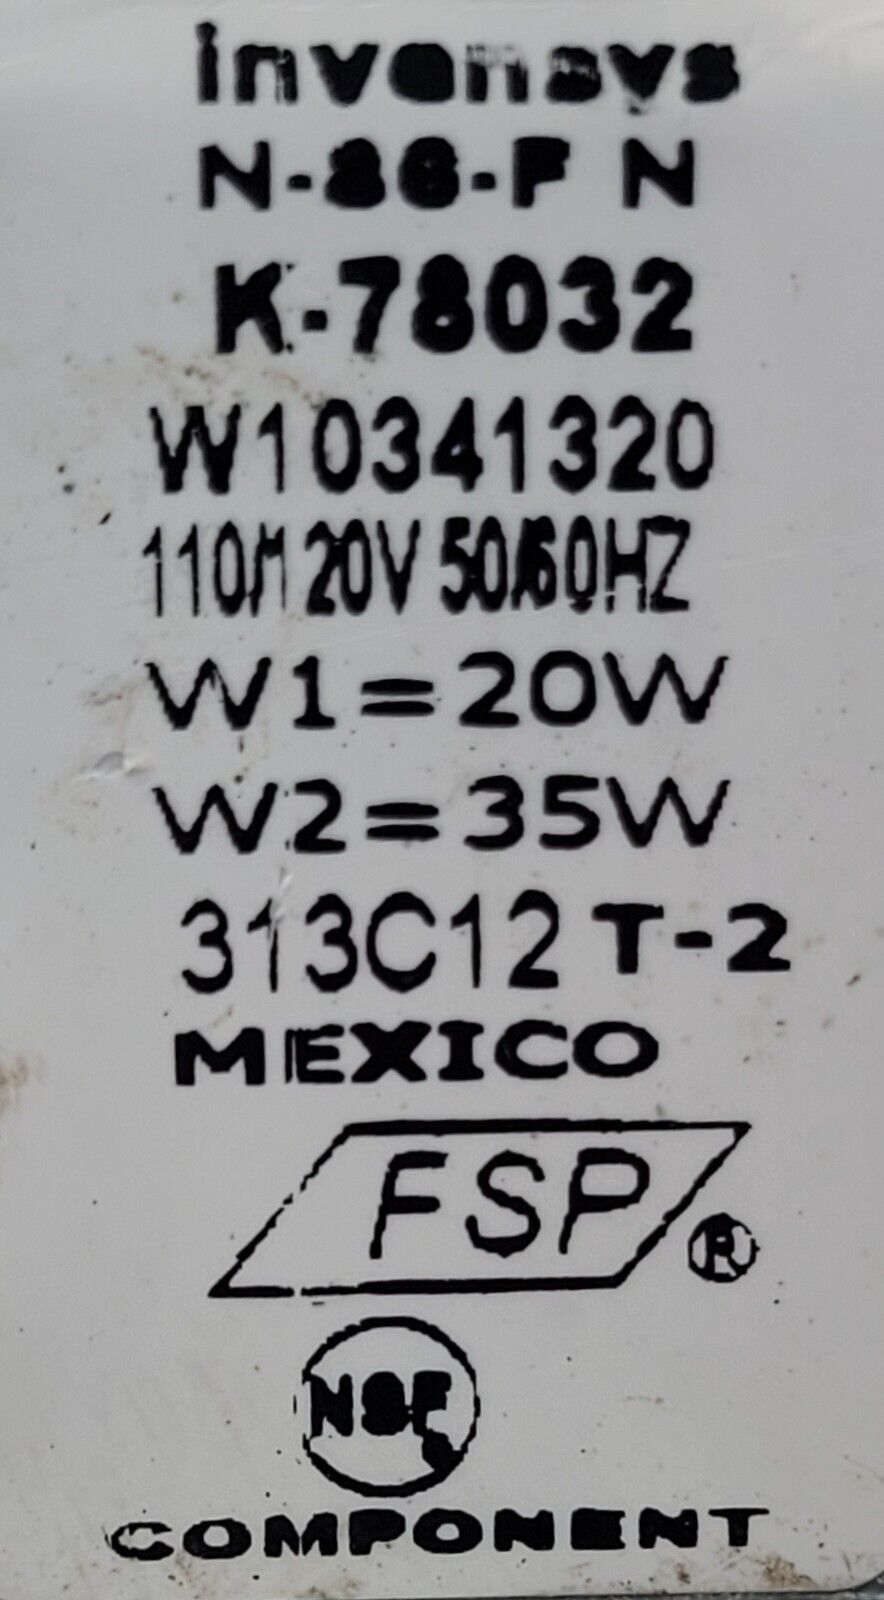 invensys
N-86-F N
K-78032
W10341320
110/120V 50/60HZ
W1=20W
W2=35W
313C12 T-2
MEXICO
FSP ®
NSF
COMPONENT